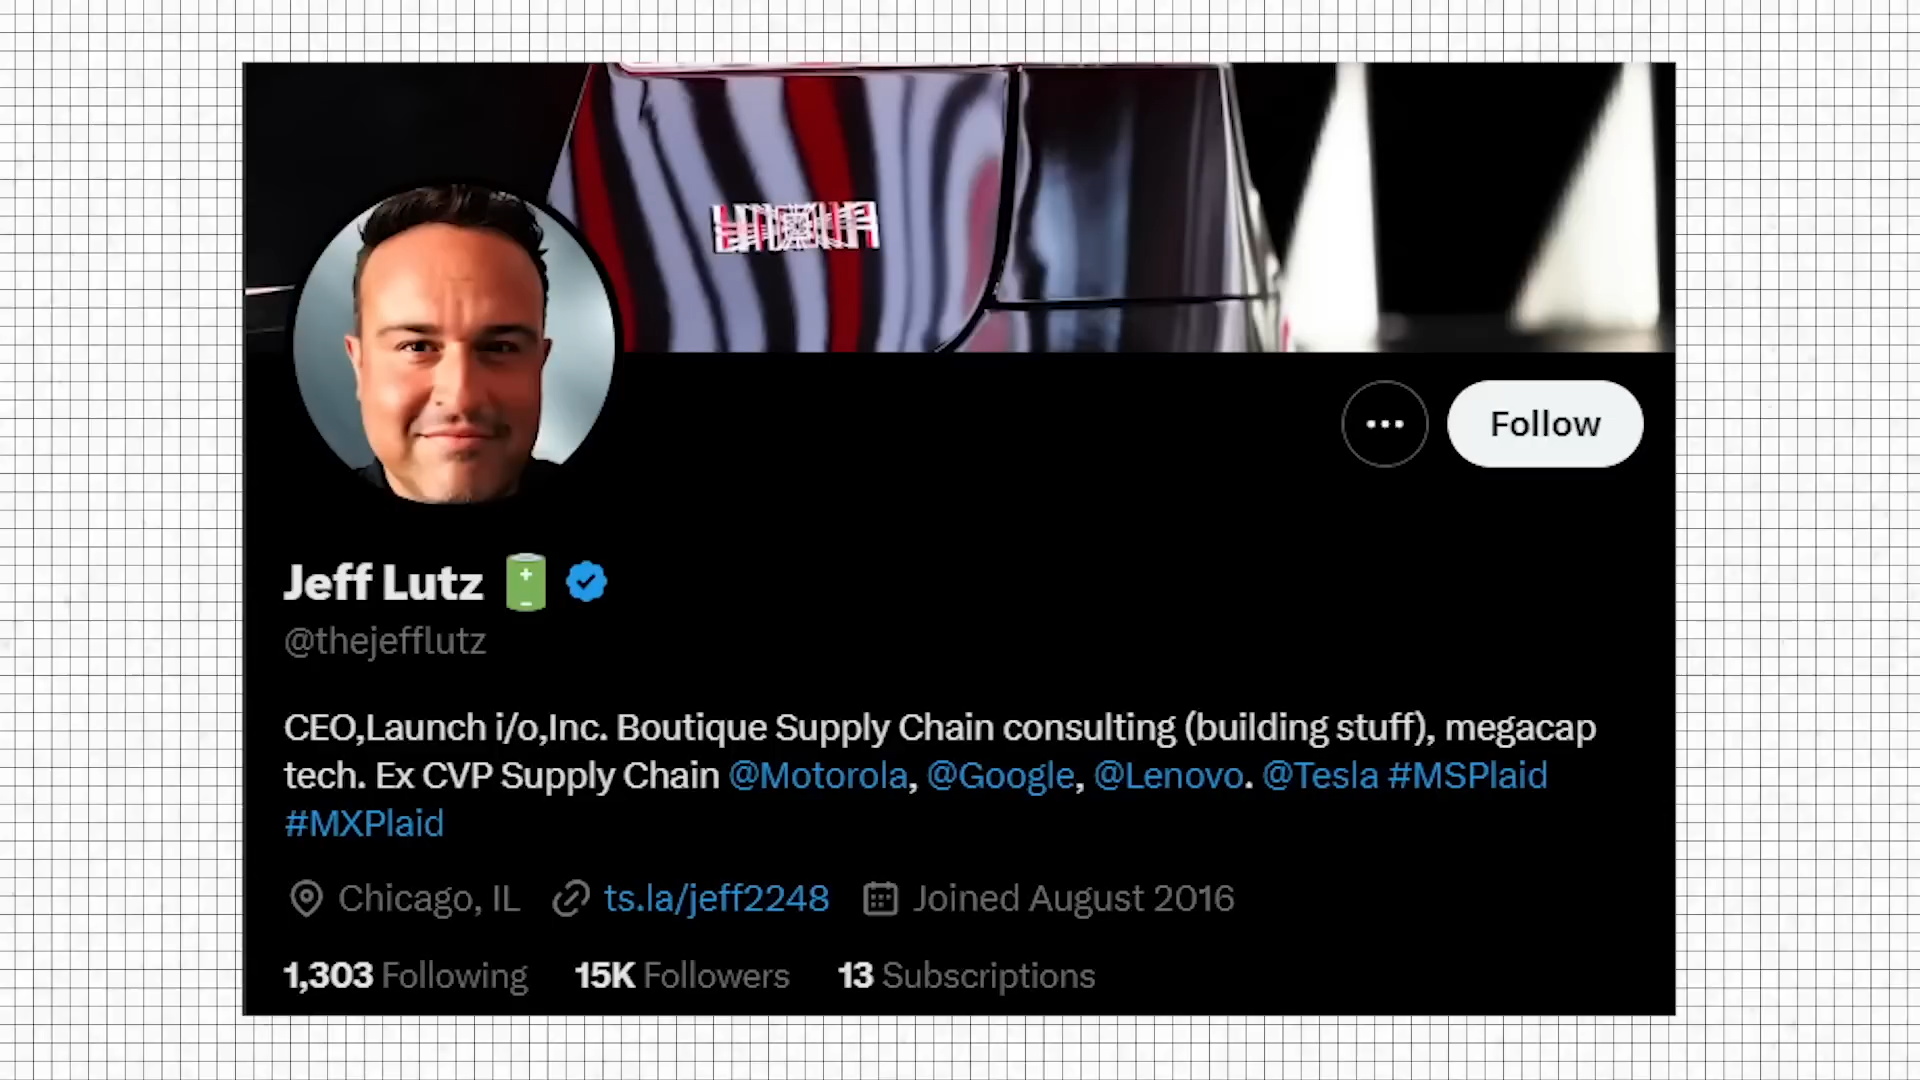 Follow
Jeff Lutz
@thejefflutz
CEO,Launch i/o,Inc. Boutique Supply Chain consulting (building stuff), megacap
tech. Ex CVP Supply Chain @Motorola, @Google, @Lenovo. @Tesla #MSPlaid
#MXPlaid
Chicago, IL ts.la/jeff2248 Joined August 2016
1,303 Following 15K Followers 13 Subscriptions